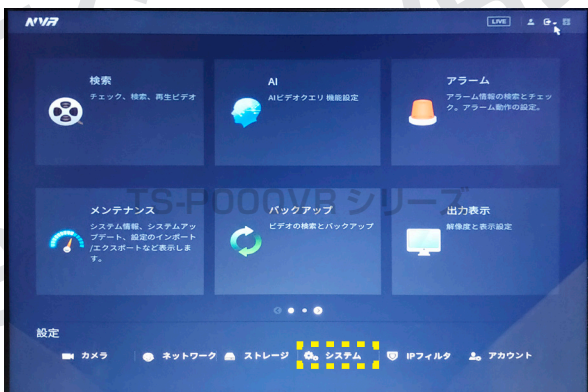 NVR
LIVE
検索
チェック、検索、再生ビデオ
AI
AIビデオクエリ機能設定
アラーム
アラーム情報の検索とチェッ
ク。アラーム動作の設定。
TS-P000VR シリーズ
メンテナンス
システム情報、システムアッ
プデート、設定のインポート
/エクスポートなど表示しま
す。
バックアップ
ビデオの検索とバックアップ
出力表示
解像度と表示設定
設定
カメラ
ネットワーク
ストレージ
システム
IPフィルタ
アカウント